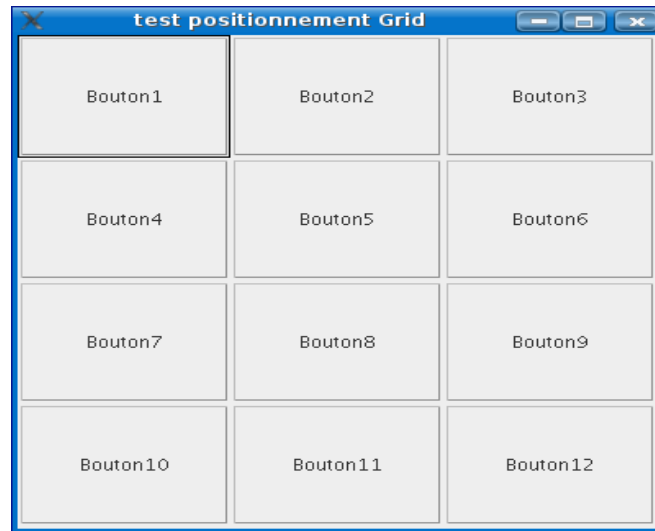 test positionnement Grid
Bouton1 Bouton2 Bouton3
Bouton4 Bouton5 Bouton6
Bouton7 Bouton8 Bouton9
Bouton10 Bouton11 Bouton12